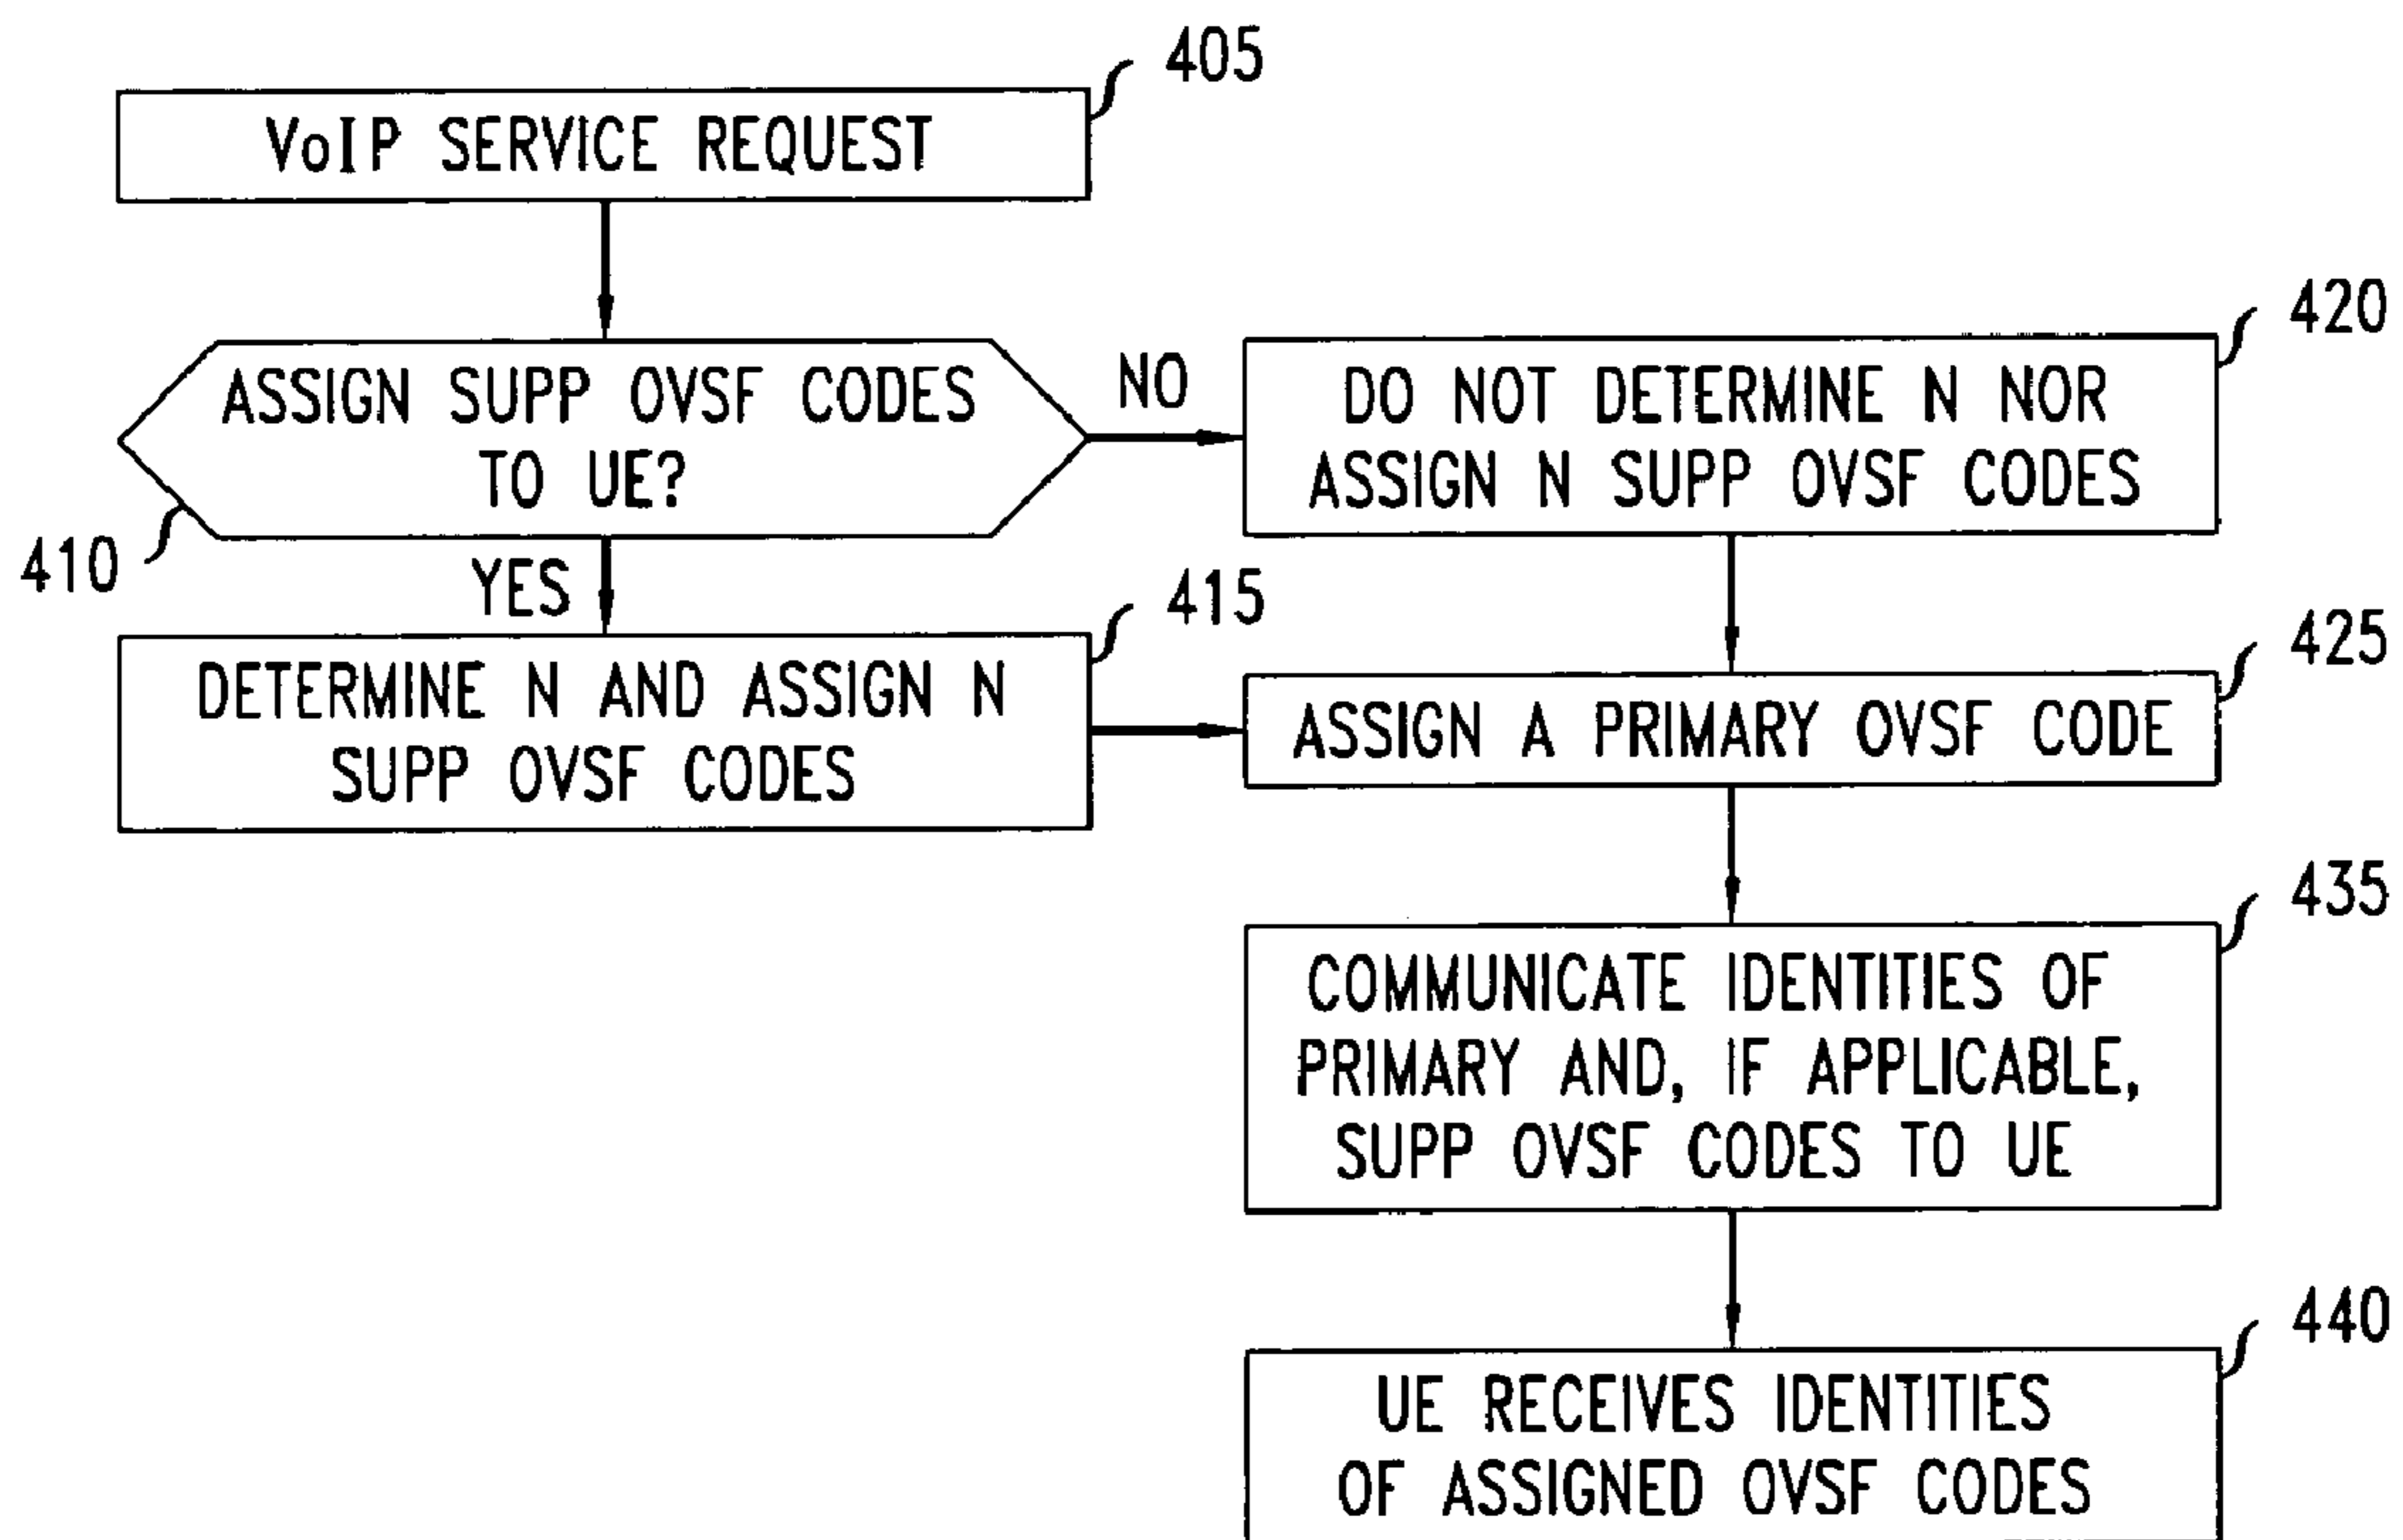 405
VoIP SERVICE REQUEST
ASSIGN SUPP OVSF CODES
TO UE?
410
NO
YES
420
DO NOT DETERMINE N NOR
ASSIGN N SUPP OVSF CODES
415
DETERMINE N AND ASSIGN N
SUPP OVSF CODES
425
ASSIGN A PRIMARY OVSF CODE
435
COMMUNICATE IDENTITIES OF
PRIMARY AND, IF APPLICABLE,
SUPP OVSF CODES TO UE
440
UE RECEIVES IDENTITIES
OF ASSIGNED OVSF CODES